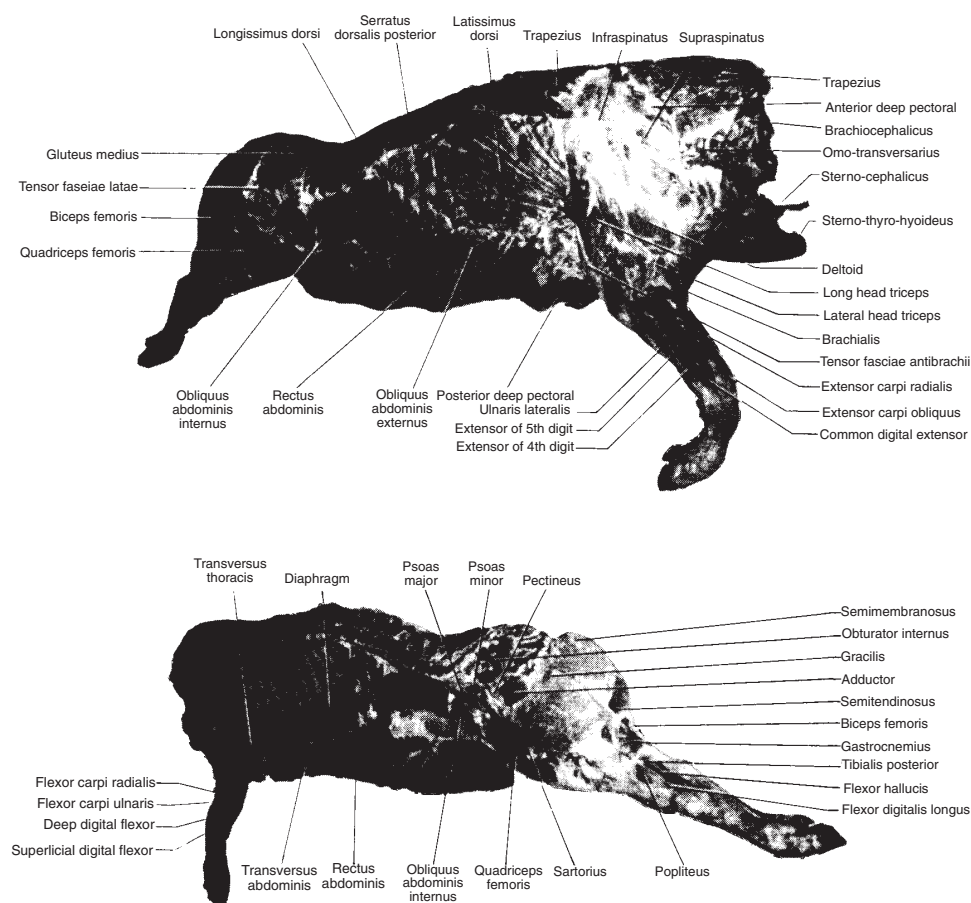 Serratus
dorsalis posterior
Latissimus
dorsi
Longissimus dorsi
Trapezius
Infraspinatus
Supraspinatus
Trapezius
Anterior deep pectoral
Brachiocephalicus
Omo-transversarius
Sterno-cephalicus
Sterno-thyro-hyoideus
Deltoid
Long head triceps
Lateral head triceps
Brachialis
Tensor fasciae antibrachii
Extensor carpi radialis
Extensor carpi obliquus
Common digital extensor
Gluteus medius
Tensor faseiae latae
Biceps femoris
Quadriceps femoris
Obliquus
abdominis
internus
Rectus
abdominis
Obliquus
abdominis
externus
Posterior deep pectoral
Ulnaris lateralis
Extensor of 5th digit
Extensor of 4th digit
Transversus
thoracis
Diaphragm
Psoas
major
Psoas
minor
Pectineus
Semimembranosus
Obturator internus
Gracilis
Adductor
Semitendinosus
Biceps femoris
Gastrocnemius
Tibialis posterior
Flexor hallucis
Flexor digitalis longus
Flexor carpi radialis
Flexor carpi ulnaris
Deep digital flexor
Superlicial digital flexor
Transversus
abdominis
Rectus
abdominis
Obliquus
abdominis
internus
Quadriceps
femoris
Sartorius
Popliteus